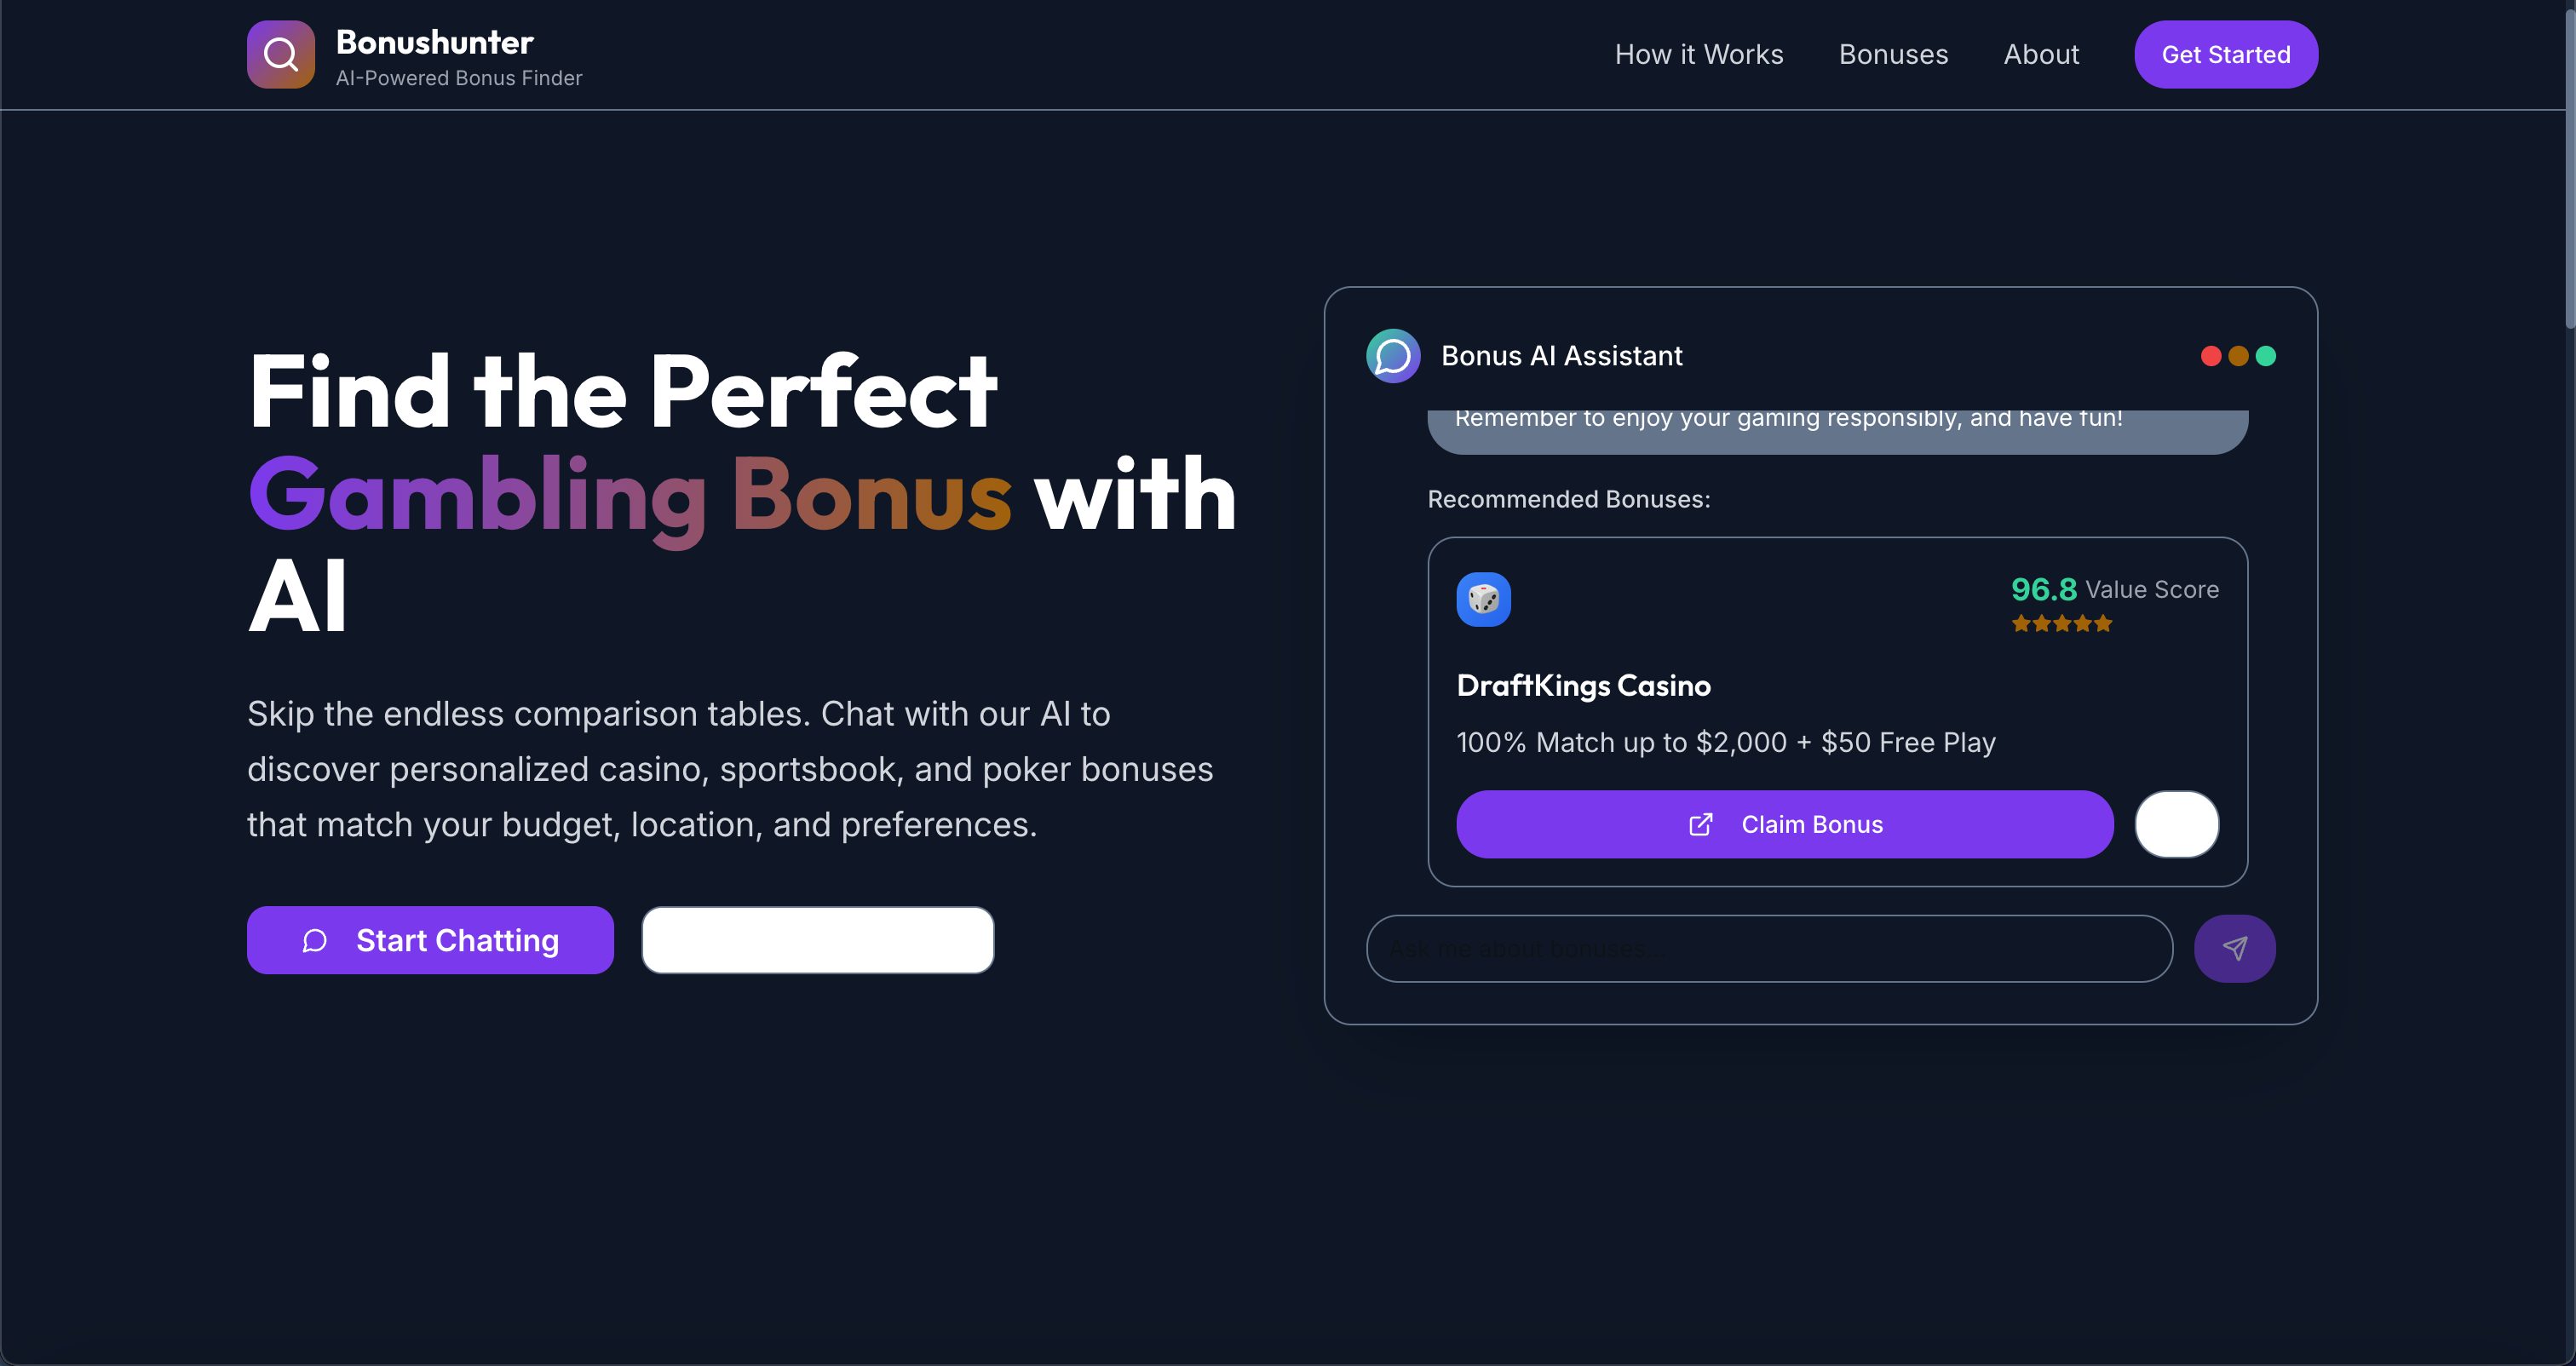 Bonushunter
AI-Powered Bonus Finder
How it Works
Bonuses
About
Get Started
Find the Perfect
Gambling Bonus with
AI
Skip the endless comparison tables. Chat with our AI to
discover personalized casino, sportsbook, and poker bonuses
that match your budget, location, and preferences.
Start Chatting
Bonus AI Assistant
Remember to enjoy your gaming responsibly, and have fun!
Recommended Bonuses:
96.8 Value Score
DraftKings Casino
100% Match up to $2,000 + $50 Free Play
Claim Bonus
Ask me about bonuses...